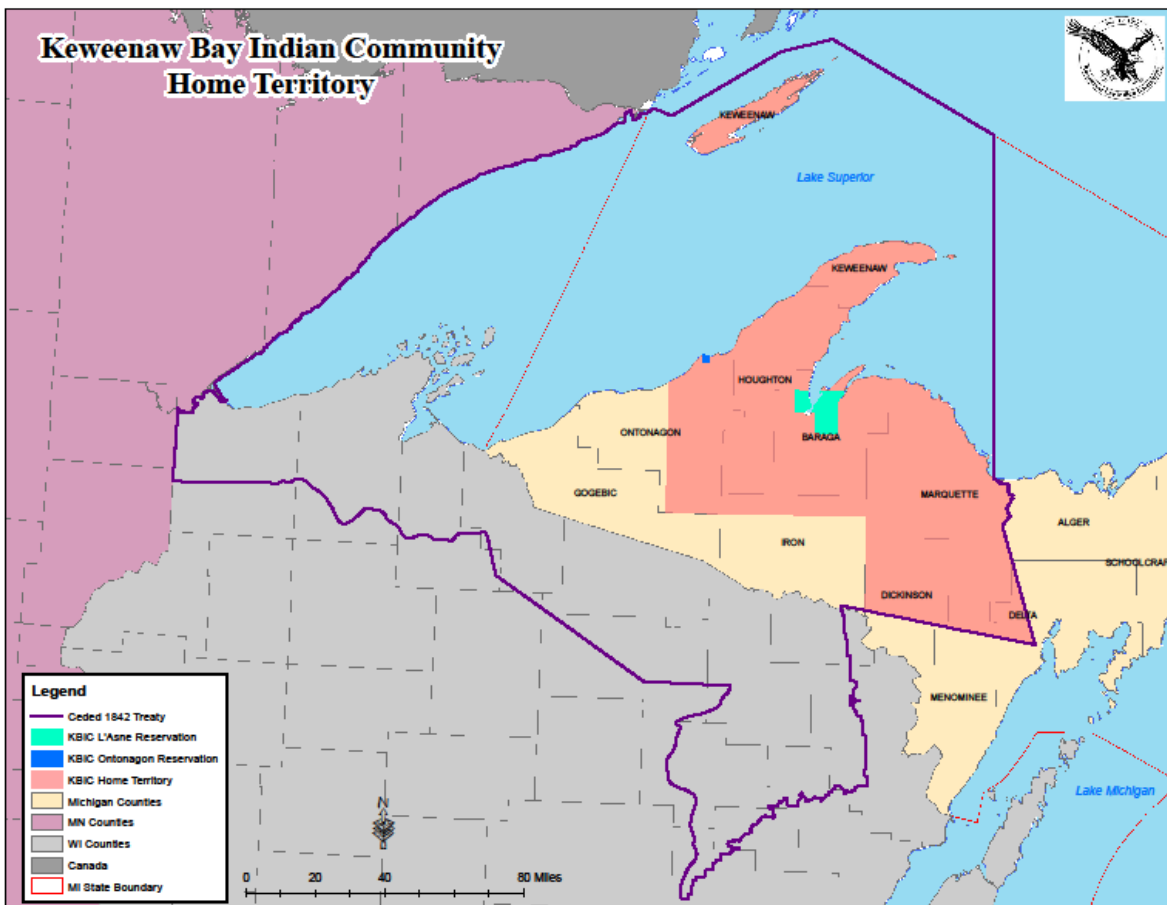 Keweenaw Bay Indian Community
Home Territory
KEWEENAW
Lake Superior
KEWEENAW
HOUGHTON
ONTONAGON
BARAGA
GOGEBIC
MARQUETTE
ALGER
IRON
SCHOOLCRAF
DICKINSON
DELTA
MENOMINEE
Lake Michigan
Legend
Ceded 1842 Treaty
KBIC L'Asne Reservation
KBIC Ontonagon Reservation
KBIC Home Territory
Michigan Counties
MN Counties
WI Counties
Canada
MI State Boundary
N
0 20 40 80 Miles